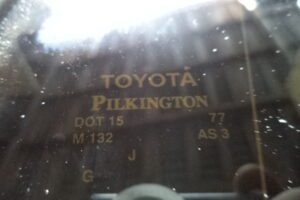 TOYOTA
PILKINGTON
DOT 15 77
M 132 AS 3
J
G